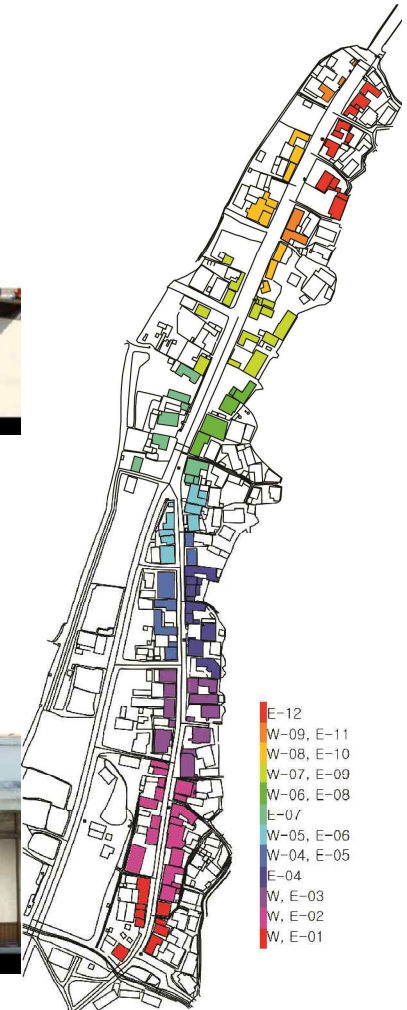 E-12
W-09, E-11
W-08, E-10
W-07, E-09
W-06, E-08
E-07
W-05, E-06
W-04, E-05
E-04
W, E-03
W, E-02
W, E-01